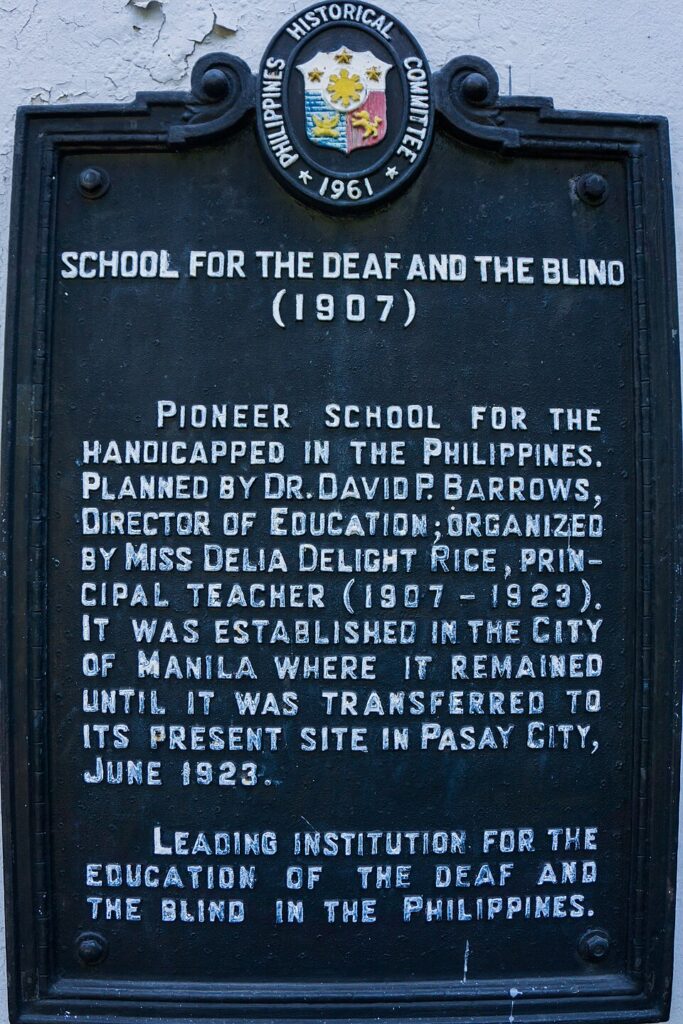 PHILIPPINES HISTORICAL COMMITTEE
★ 1961 ★
SCHOOL FOR THE DEAF AND THE BLIND
(1907)
PIONEER SCHOOL FOR THE
HANDICAPPED IN THE PHILIPPINES.
PLANNED BY DR. DAVID P. BARROWS,
DIRECTOR OF EDUCATION; ORGANIZED
BY MISS DELIA DELIGHT RICE, PRIN-
CIPAL TEACHER (1907 - 1923).
IT WAS ESTABLISHED IN THE CITY
OF MANILA WHERE IT REMAINED
UNTIL IT WAS TRANSFERRED TO
ITS PRESENT SITE IN PASAY CITY,
JUNE 1923.
LEADING INSTITUTION FOR THE
EDUCATION OF THE DEAF AND
THE BLIND IN THE PHILIPPINES.